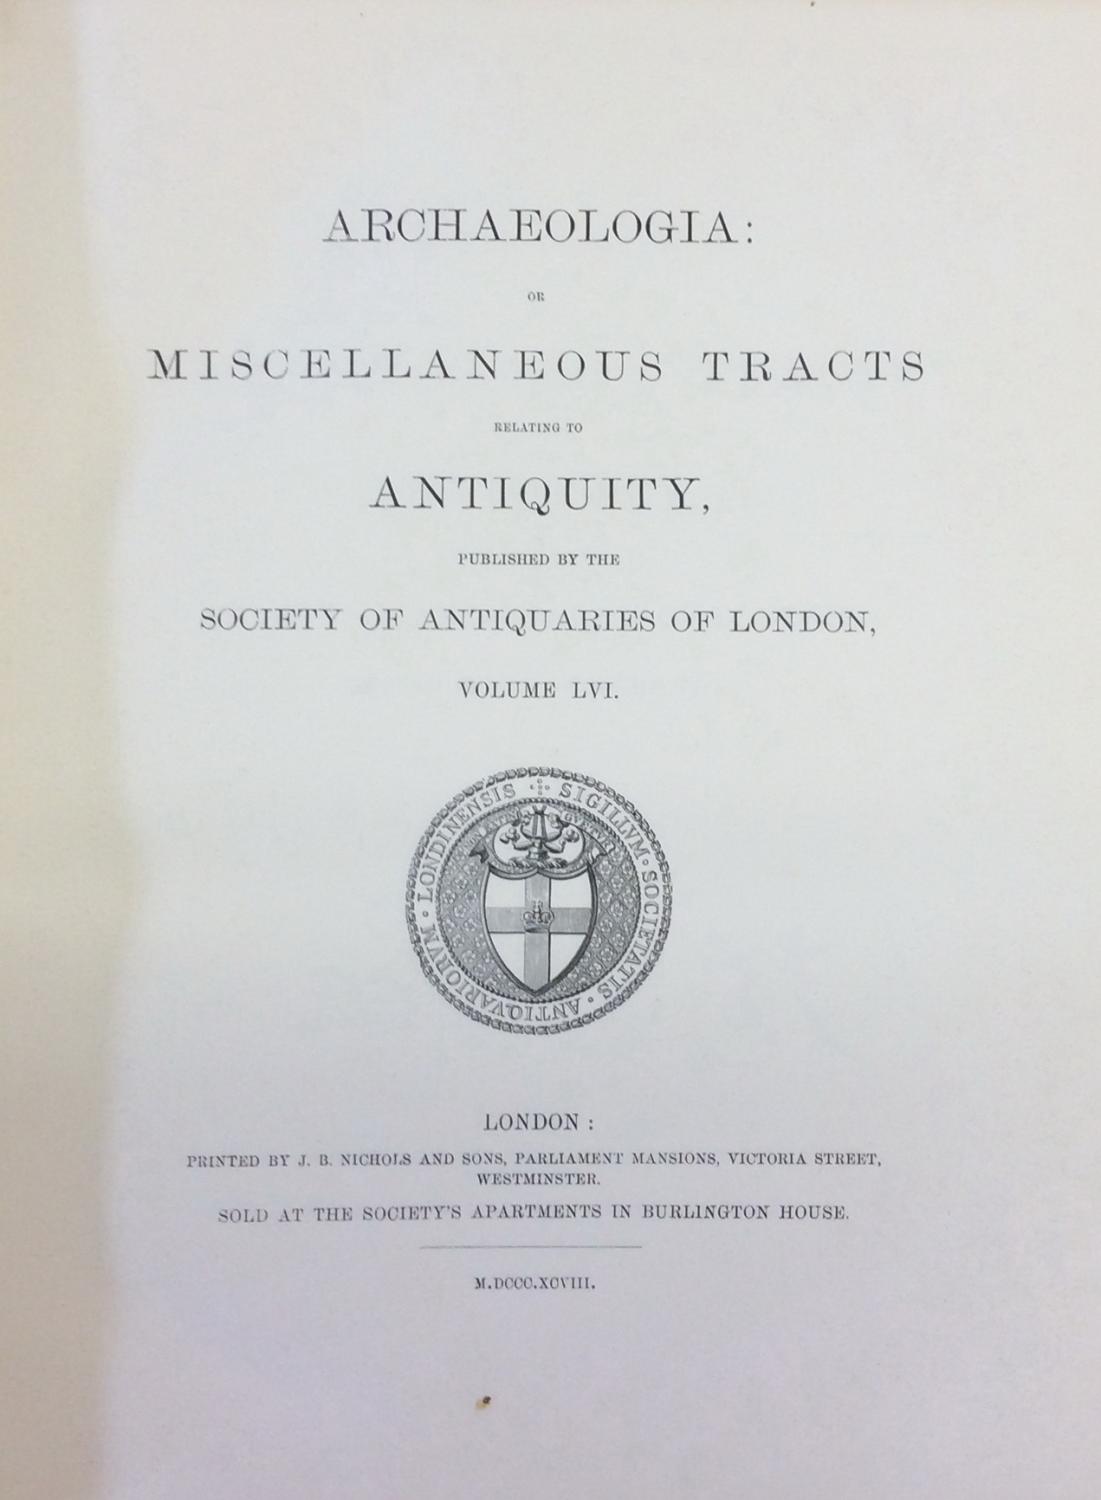 ARCHAEOLOGIA:
OR
MISCELLANEOUS TRACTS
RELATING TO
ANTIQUITY,
PUBLISHED BY THE
SOCIETY OF ANTIQUARIES OF LONDON,
VOLUME LVI.
SIGILLVM · SOCIETATIS · ANTIQVARIORVM · LONDINENSIS
LONDON :
PRINTED BY J. B. NICHOLS AND SONS, PARLIAMENT MANSIONS, VICTORIA STREET,
WESTMINSTER.
SOLD AT THE SOCIETY'S APARTMENTS IN BURLINGTON HOUSE.
M.DCCC.XCVIII.